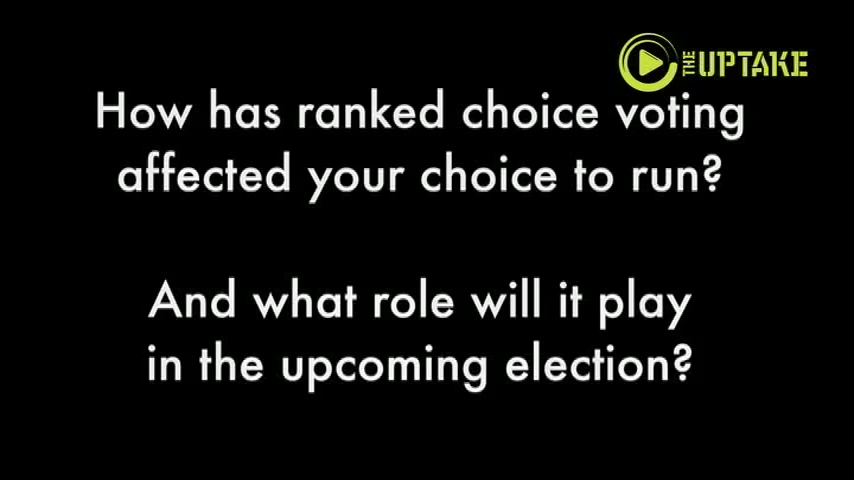 THE UPTAKE
How has ranked choice voting
affected your choice to run?
And what role will it play
in the upcoming election?